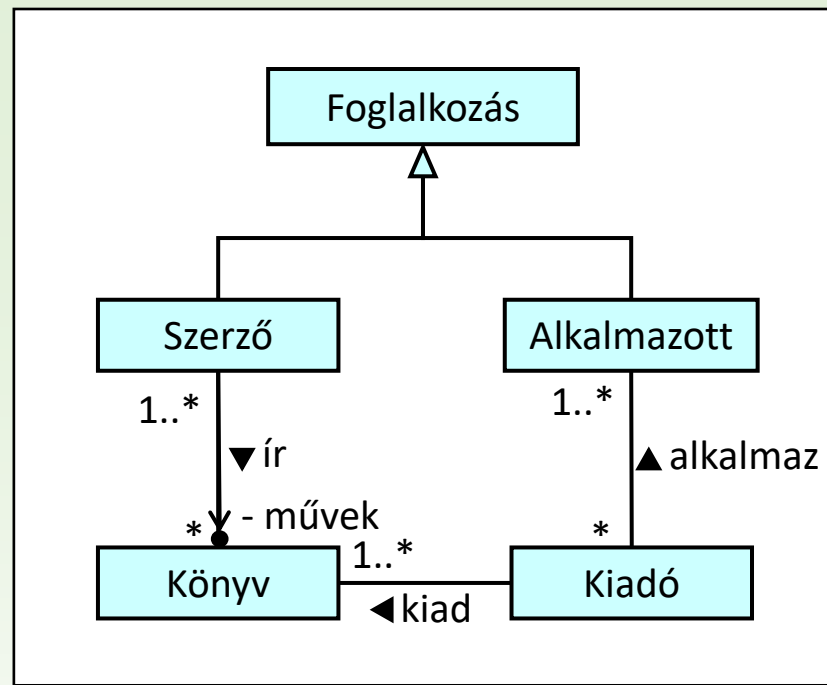 Foglalkozás
Szerző
Alkalmazott
1..*
1..*
▼ ír
▲ alkalmaz
* - művek
1..*
*
Könyv
Kiadó
◀ kiad